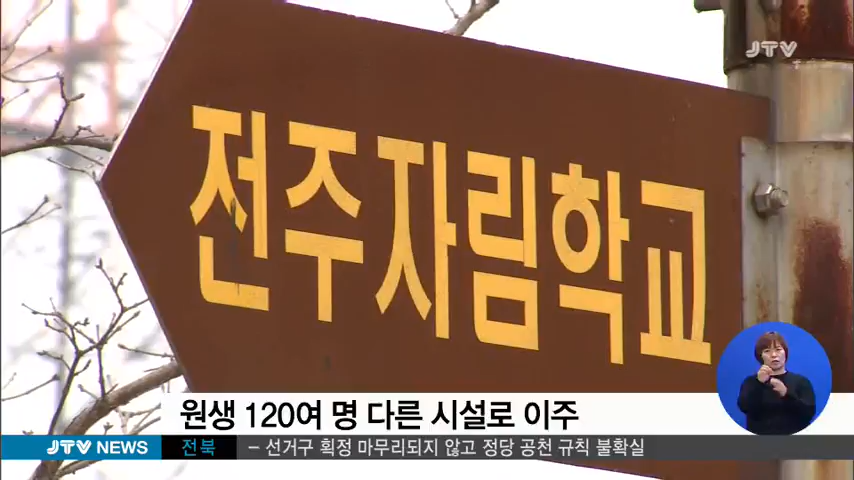 JTV
전주자림학교
원생 120여 명 다른 시설로 이주
JTV NEWS
전북
- 선거구 획정 마무리되지 않고 정당 공천 규칙 불확실